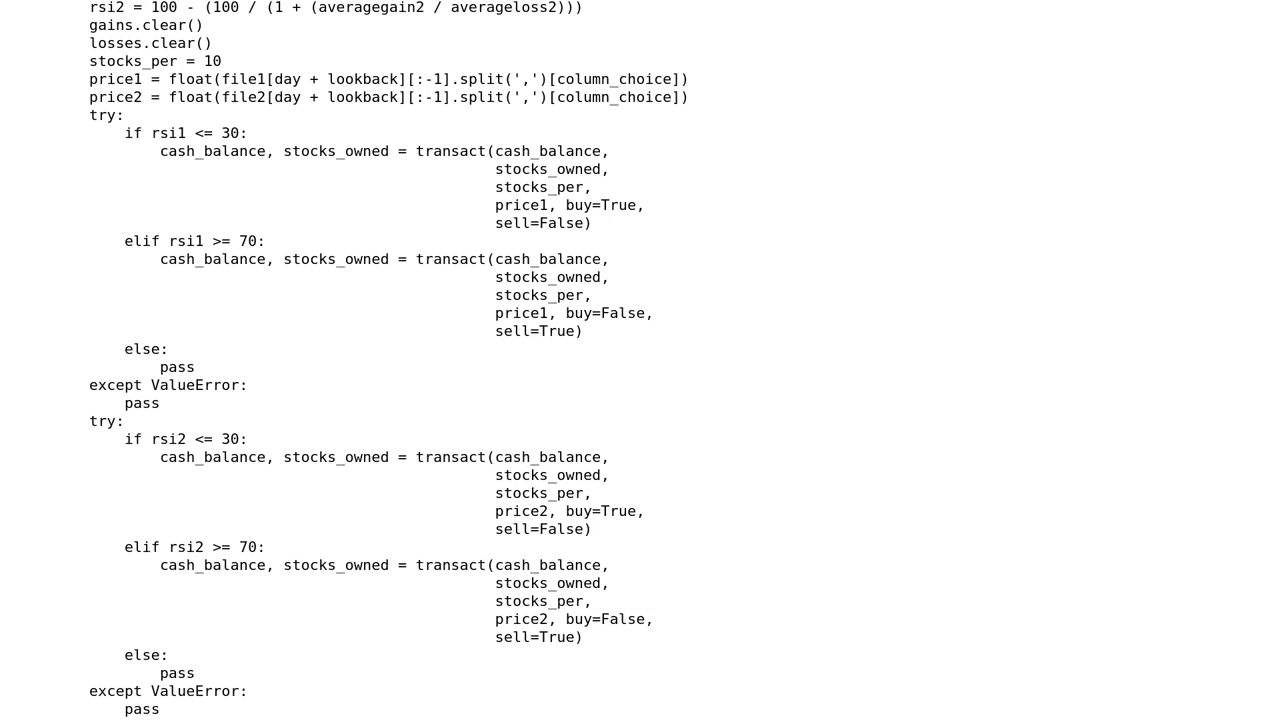 rsi2 = 100 - (100 / (1 + (averagegain2 / averageloss2)))
gains.clear()
losses.clear()
stocks_per = 10
price1 = float(file1[day + lookback][:-1].split(',')[column_choice])
price2 = float(file2[day + lookback][:-1].split(',')[column_choice])
try:
    if rsi1 <= 30:
        cash_balance, stocks_owned = transact(cash_balance,
                                              stocks_owned,
                                              stocks_per,
                                              price1, buy=True,
                                              sell=False)
    elif rsi1 >= 70:
        cash_balance, stocks_owned = transact(cash_balance,
                                              stocks_owned,
                                              stocks_per,
                                              price1, buy=False,
                                              sell=True)
    else:
        pass
except ValueError:
    pass
try:
    if rsi2 <= 30:
        cash_balance, stocks_owned = transact(cash_balance,
                                              stocks_owned,
                                              stocks_per,
                                              price2, buy=True,
                                              sell=False)
    elif rsi2 >= 70:
        cash_balance, stocks_owned = transact(cash_balance,
                                              stocks_owned,
                                              stocks_per,
                                              price2, buy=False,
                                              sell=True)
    else:
        pass
except ValueError:
    pass